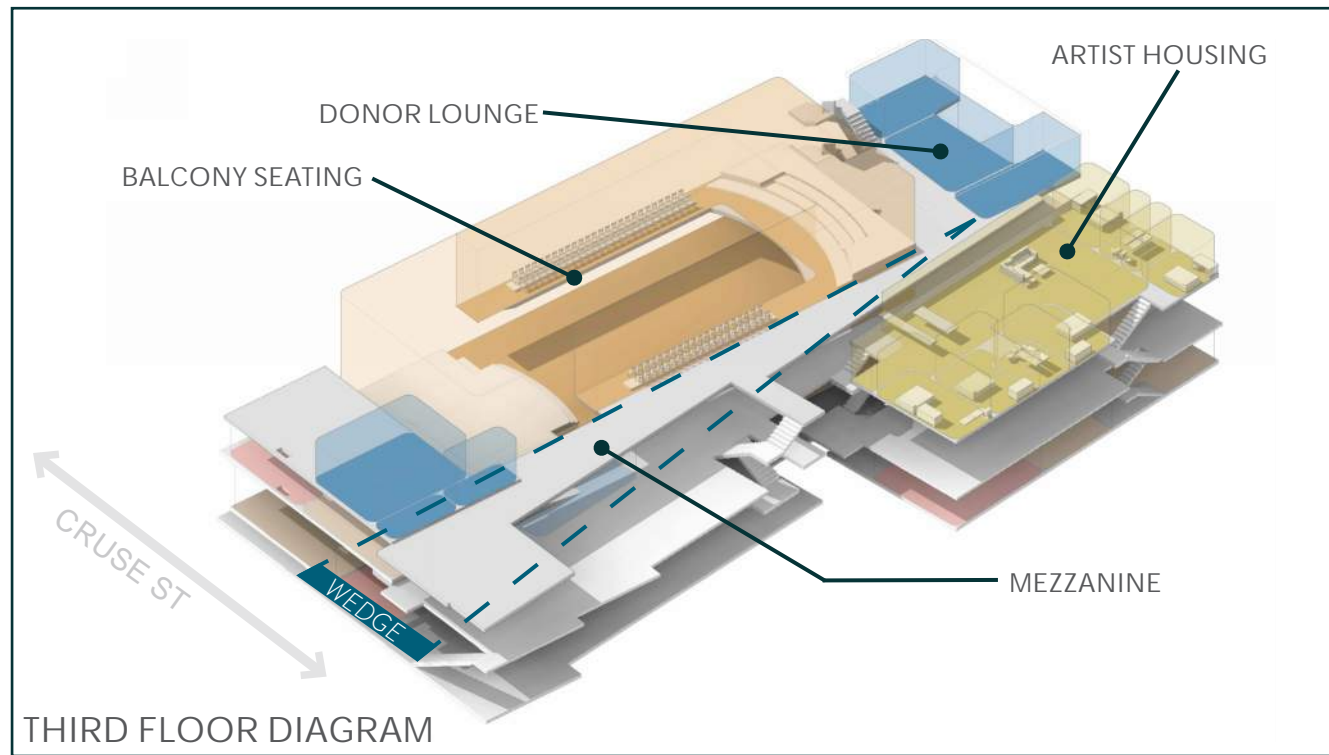 ARTIST HOUSING
DONOR LOUNGE
BALCONY SEATING
CRUSE ST
WEDGE
MEZZANINE
THIRD FLOOR DIAGRAM